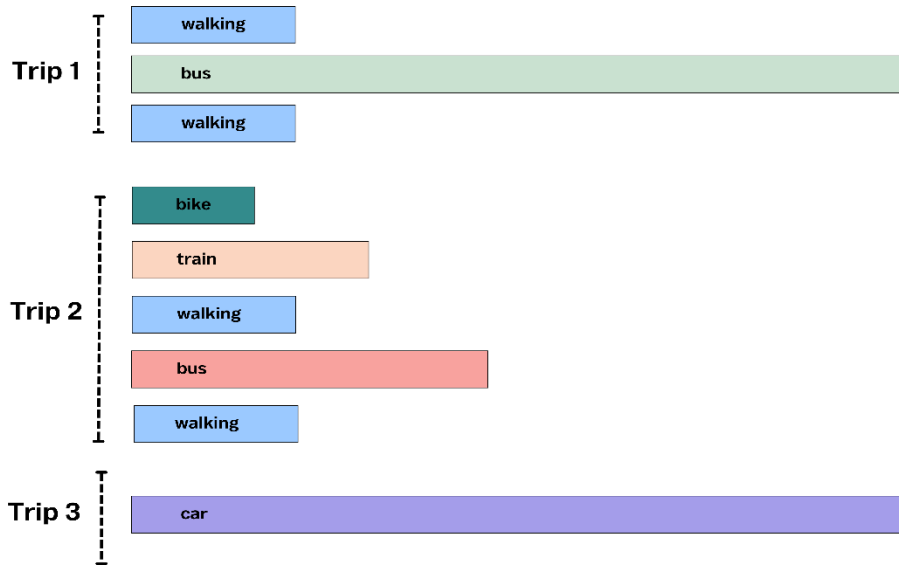 walking
Trip 1
bus
walking
bike
train
Trip 2
walking
bus
walking
Trip 3
car